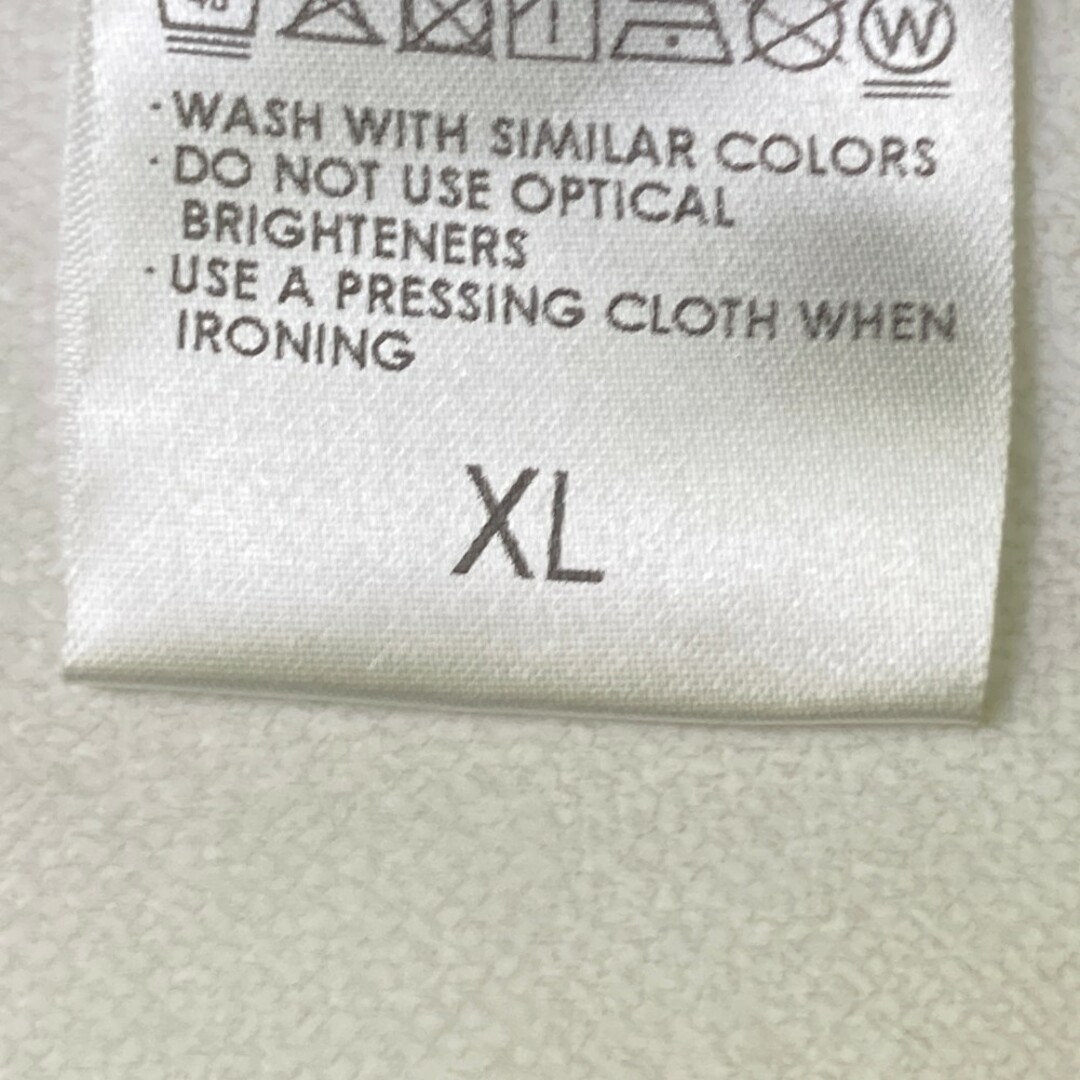 W
· WASH WITH SIMILAR COLORS
· DO NOT USE OPTICAL
BRIGHTENERS
· USE A PRESSING CLOTH WHEN
IRONING
XL